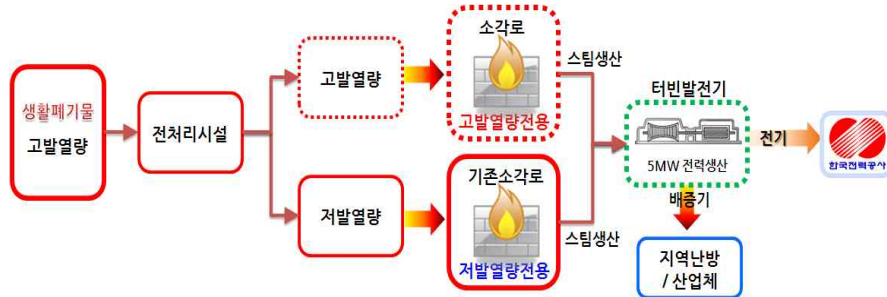 생활폐기물
고발열량
전처리시설
고발열량
저발열량
소각로
고발열량전용
기존소각로
저발열량전용
스팀생산
스팀생산
터빈발전기
5MW 전력생산
전기
한국전력공사
배증기
지역난방
/ 산업체